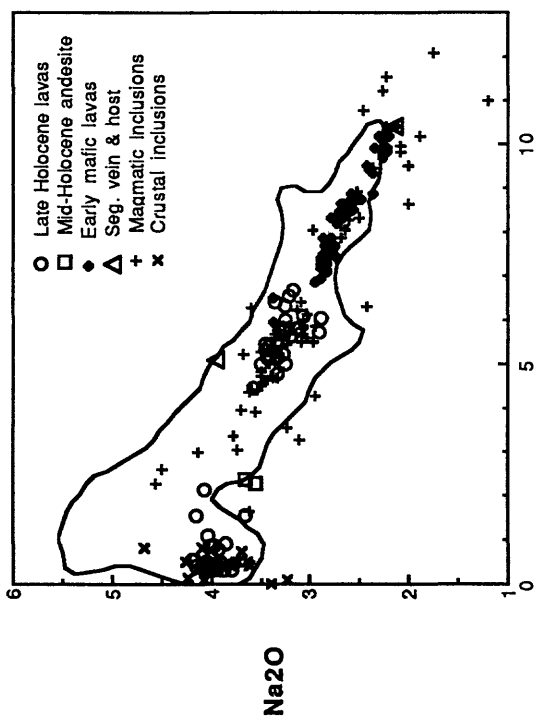 Late Holocene lavas
Mid-Holocene andesite
Early mafic lavas
Seg. vein & host
Magmatic Inclusions
Crustal inclusions
6
5
4
3
2
1
Na2O
0
5
10